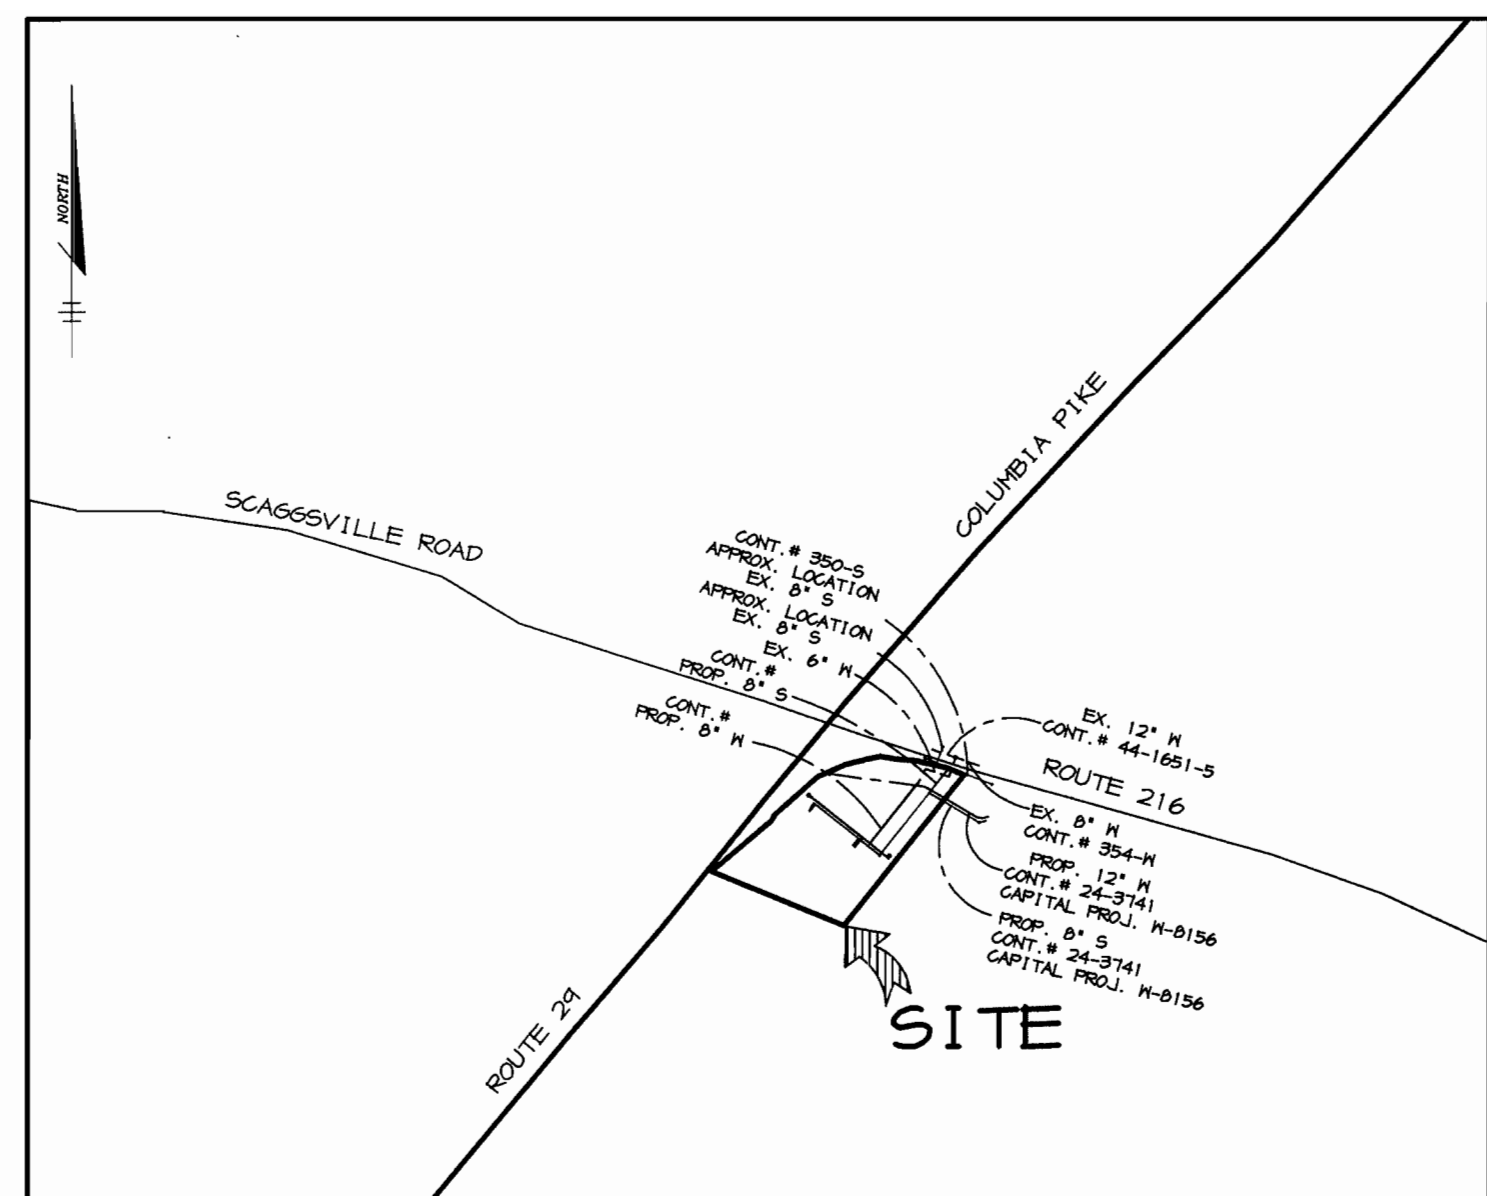 NORTH
COLUMBIA PIKE
SCAGGSVILLE ROAD
CONT.# 350-S
APPROX. LOCATION
EX. 8" S
APPROX. LOCATION
EX. 8" S
EX. 6" W
CONT.#
PROP. 8" S
CONT.#
PROP. 8" W
EX. 12" W
CONT.# 44-1651-5
ROUTE 216
EX. 8" W
CONT.# 354-W
PROP. 12" W
CONT.# 24-3741
CAPITAL PROJ. W-8156
PROP. 8" S
CONT.# 24-3741
CAPITAL PROJ. W-8156
SITE
ROUTE 29